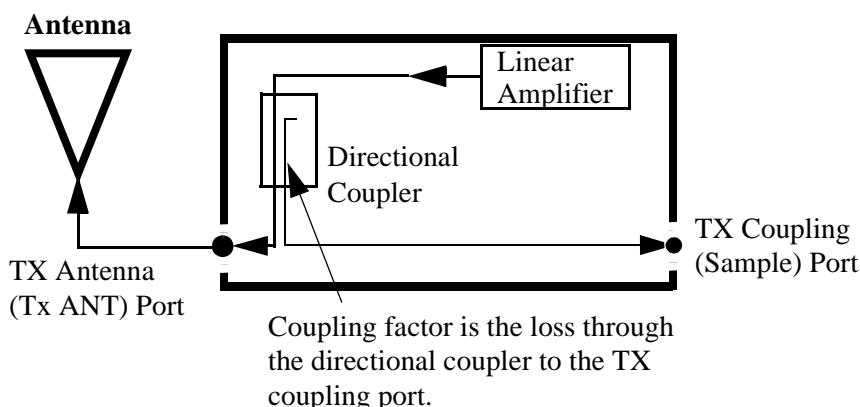 Antenna
Linear
Amplifier
Directional
Coupler
TX Antenna
(Tx ANT) Port
TX Coupling
(Sample) Port
Coupling factor is the loss through
the directional coupler to the TX
coupling port.